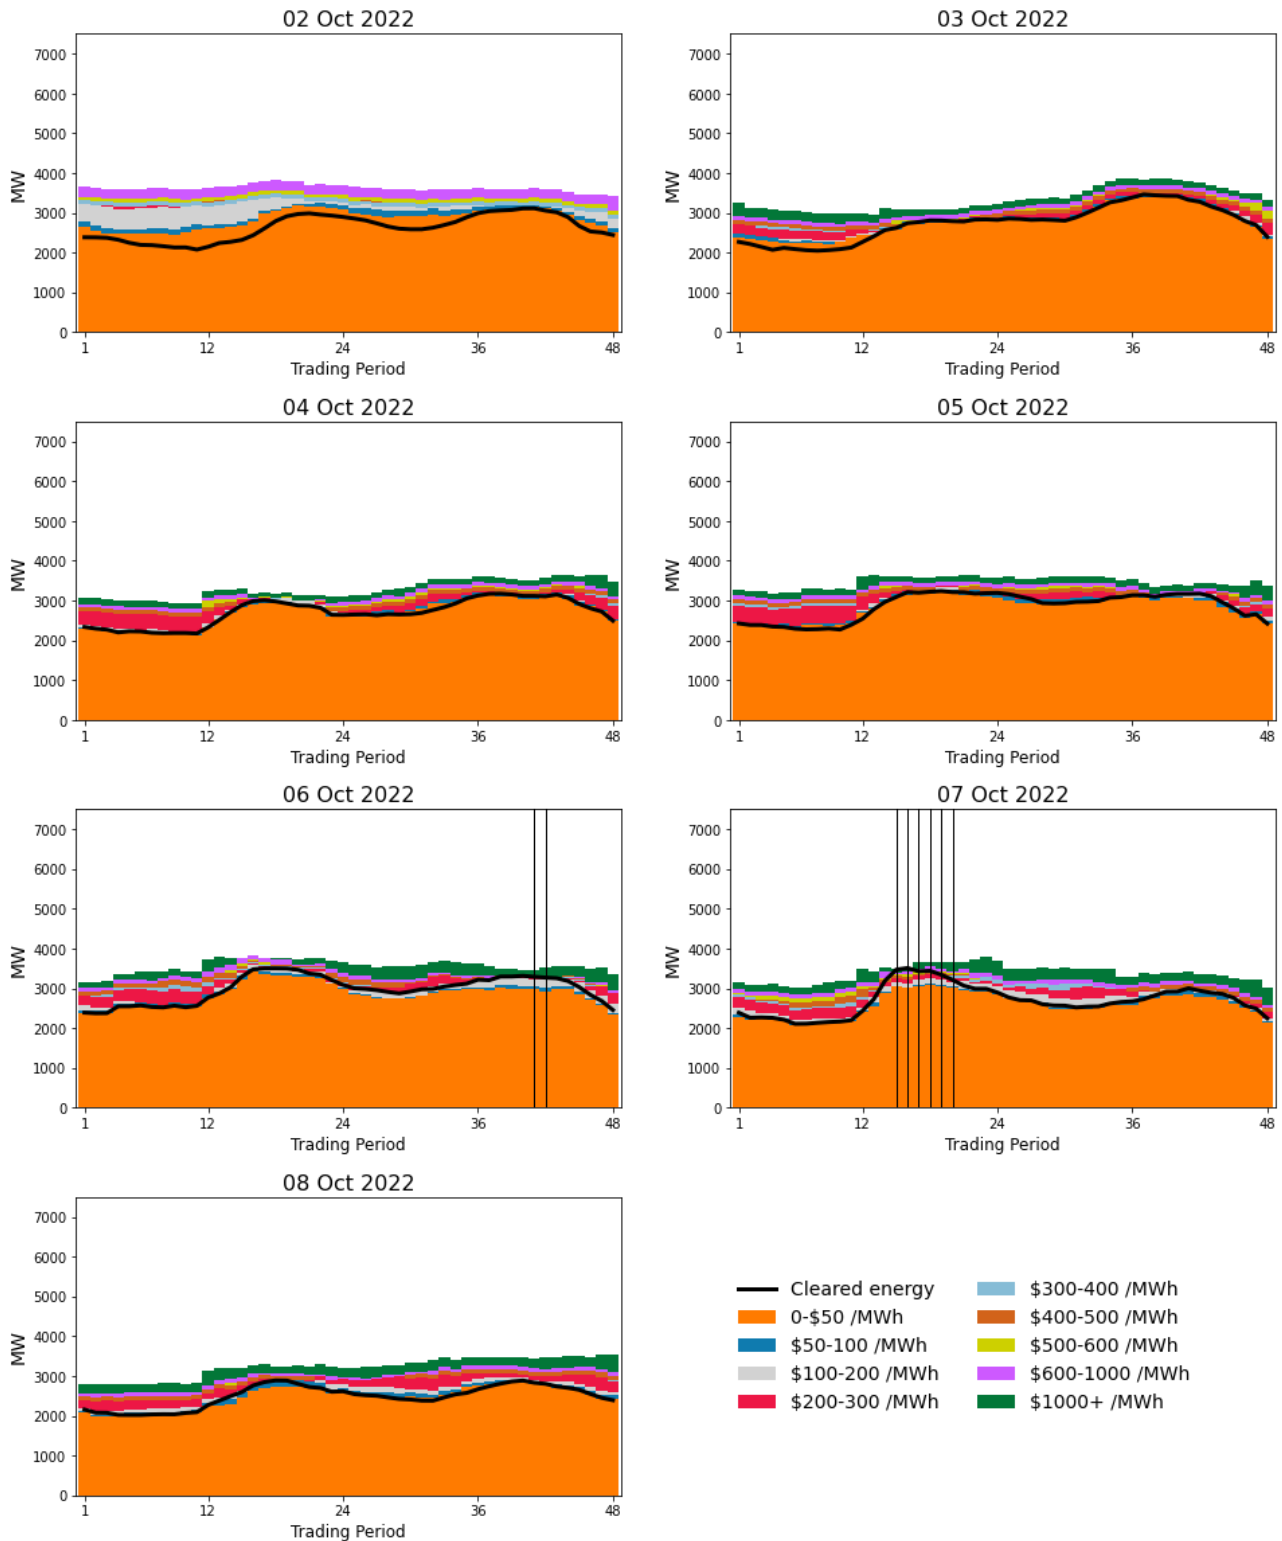 02 Oct 2022
7000
6000
5000
4000
3000
2000
1000
0
MW
1 12 24 36 48
Trading Period
03 Oct 2022
7000
6000
5000
4000
3000
2000
1000
0
MW
1 12 24 36 48
Trading Period
04 Oct 2022
7000
6000
5000
4000
3000
2000
1000
0
MW
1 12 24 36 48
Trading Period
05 Oct 2022
7000
6000
5000
4000
3000
2000
1000
0
MW
1 12 24 36 48
Trading Period
06 Oct 2022
7000
6000
5000
4000
3000
2000
1000
0
MW
1 12 24 36 48
Trading Period
07 Oct 2022
7000
6000
5000
4000
3000
2000
1000
0
MW
1 12 24 36 48
Trading Period
08 Oct 2022
7000
6000
5000
4000
3000
2000
1000
0
MW
1 12 24 36 48
Trading Period
Cleared energy
0-$50 /MWh
$50-100 /MWh
$100-200 /MWh
$200-300 /MWh
$300-400 /MWh
$400-500 /MWh
$500-600 /MWh
$600-1000 /MWh
$1000+ /MWh